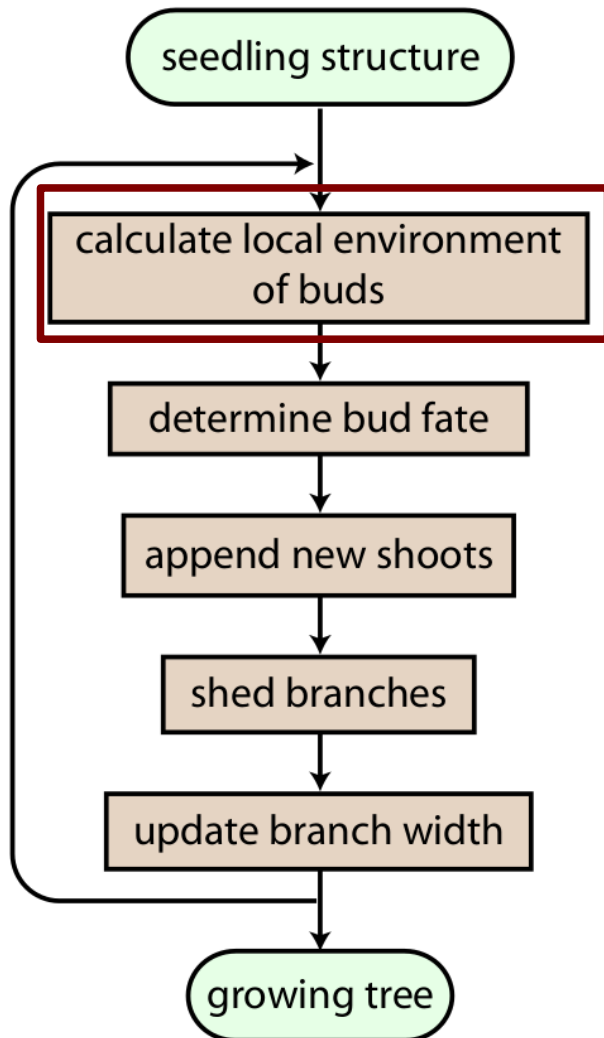 seedling structure
calculate local environment
of buds
determine bud fate
append new shoots
shed branches
update branch width
growing tree